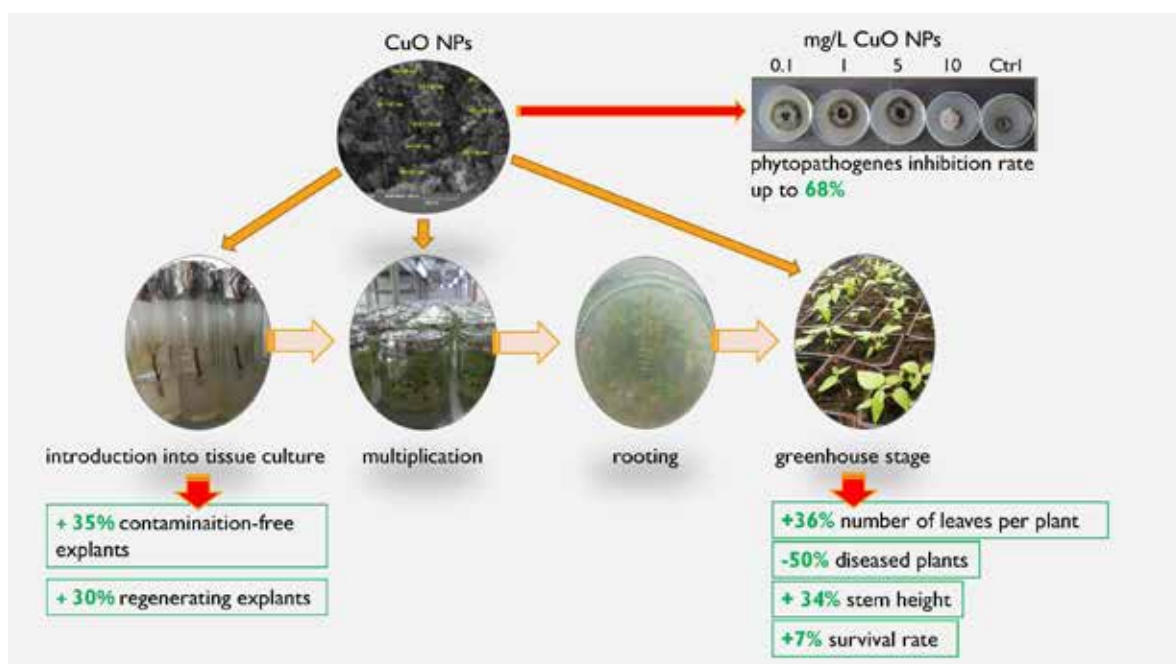 CuO NPs
mg/L CuO NPs
0.1 1 5 10 Ctrl
phytopathogenes inhibition rate
up to 68%
introduction into tissue culture
multiplication
rooting
greenhouse stage
+ 35% contaminaition-free
explants
+ 30% regenerating explants
+36% number of leaves per plant
-50% diseased plants
+ 34% stem height
+7% survival rate